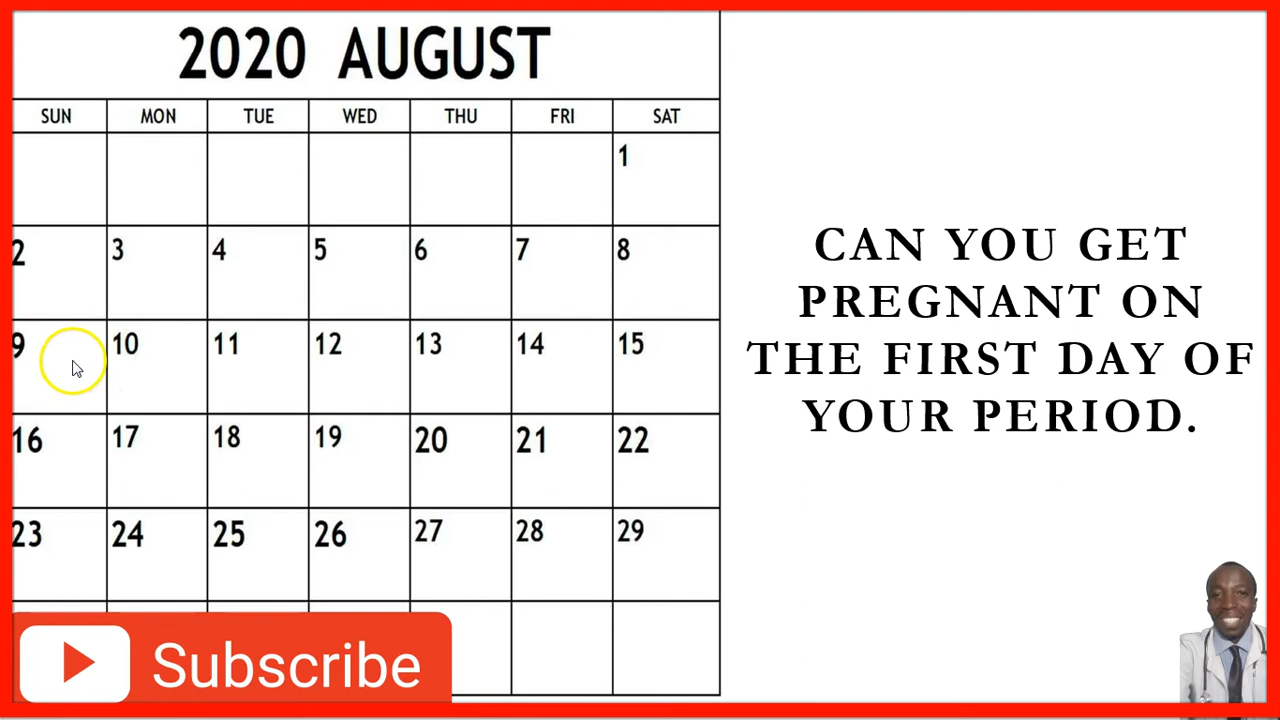 2020 AUGUST
SUN MON TUE WED THU FRI SAT
1
2 3 4 5 6 7 8
9 10 11 12 13 14 15
16 17 18 19 20 21 22
23 24 25 26 27 28 29
Subscribe
CAN YOU GET
PREGNANT ON
THE FIRST DAY OF
YOUR PERIOD.